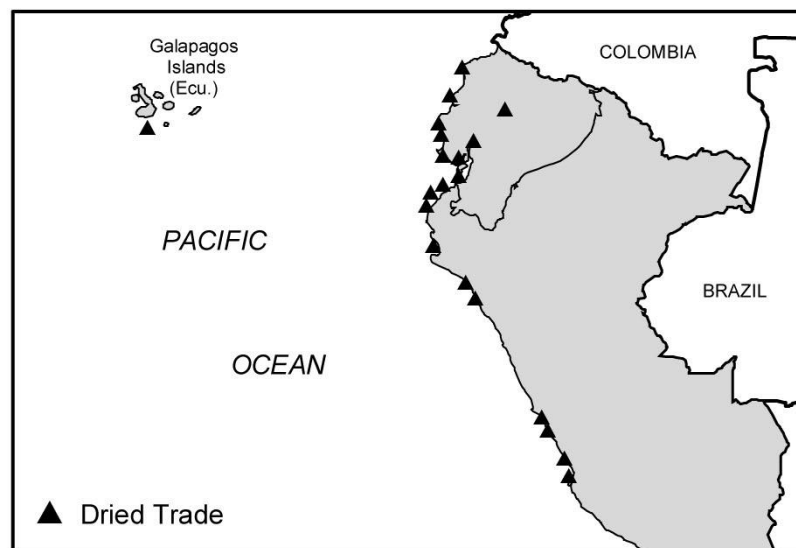 Galapagos
Islands
(Ecu.)
COLOMBIA
PACIFIC
BRAZIL
OCEAN
Dried Trade